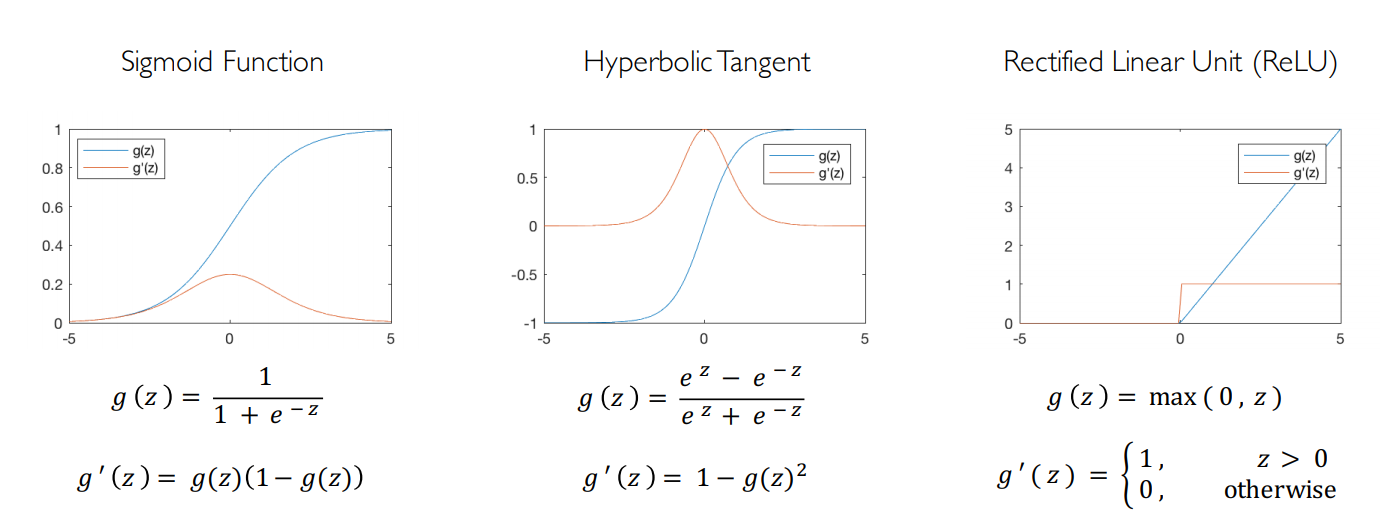 Sigmoid Function
1
0.8
0.6
0.4
0.2
0
-5
0
5
g(z)
g'(z)
g(z) = 1 / 1 + e^{-z}
g'(z) = g(z)(1 − g(z))
Hyperbolic Tangent
1
0.5
0
-0.5
-1
-5
0
5
g(z)
g'(z)
g(z) = e^z − e^{-z} / e^z + e^{-z}
g'(z) = 1 − g(z)²
Rectified Linear Unit (ReLU)
5
4
3
2
1
0
-5
0
5
g(z)
g'(z)
g(z) = max(0, z)
g'(z) = { 1, z > 0
0, otherwise